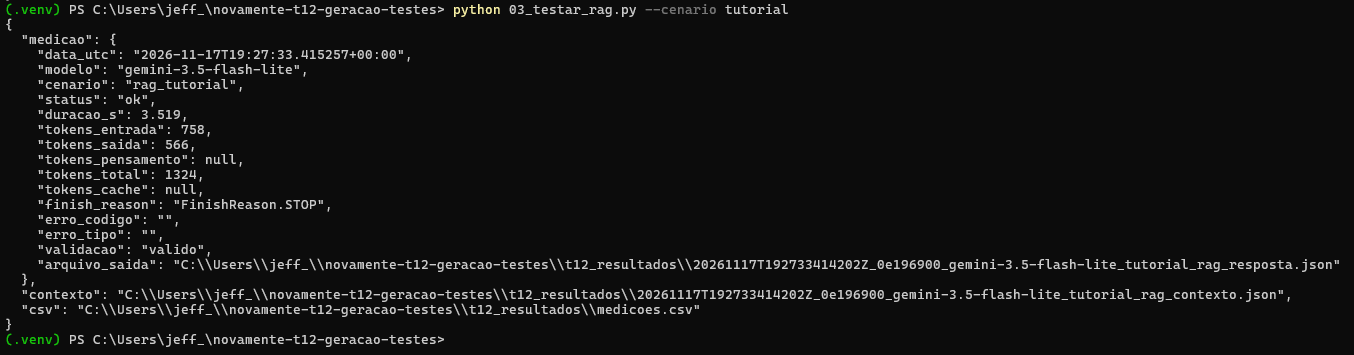 (.venv) PS C:\Users\jeff_\novamente-t12-geracao-testes> python 03_testar_rag.py --cenario tutorial
{
  "medicao": {
    "data_utc": "2026-11-17T19:27:33.415257+00:00",
    "modelo": "gemini-3.5-flash-lite",
    "cenario": "rag_tutorial",
    "status": "ok",
    "duracao_s": 3.519,
    "tokens_entrada": 758,
    "tokens_saida": 566,
    "tokens_pensamento": null,
    "tokens_total": 1324,
    "tokens_cache": null,
    "finish_reason": "FinishReason.STOP",
    "erro_codigo": "",
    "erro_tipo": "",
    "validacao": "valido",
    "arquivo_saida": "C:\\Users\\jeff_\\novamente-t12-geracao-testes\\t12_resultados\\20261117T192733414202Z_0e196900_gemini-3.5-flash-lite_tutorial_rag_resposta.json"
  },
  "contexto": "C:\\Users\\jeff_\\novamente-t12-geracao-testes\\t12_resultados\\20261117T192733414202Z_0e196900_gemini-3.5-flash-lite_tutorial_rag_contexto.json",
  "csv": "C:\\Users\\jeff_\\novamente-t12-geracao-testes\\t12_resultados\\medicoes.csv"
}
(.venv) PS C:\Users\jeff_\novamente-t12-geracao-testes>